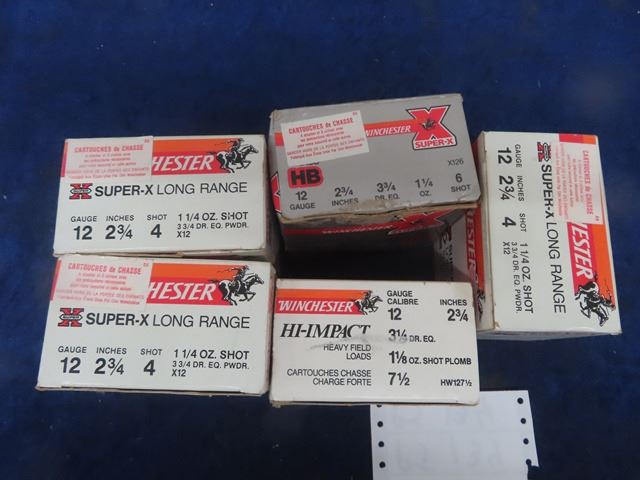 CARTOUCHES de CHASSE
WINCHESTER
X
SUPER-X
X126
HB
12 2¾ 3¾ 1¼ 6
GAUGE INCHES DR. EQ. OZ. SHOT
CARTOUCHES de CHASSE
CHESTER
X SUPER-X LONG RANGE
GAUGE INCHES SHOT 1 1/4 OZ. SHOT
12 2¾ 4 3 3/4 DR. EQ. PWDR.
X12
CARTOUCHES de CHASSE
HESTER
X SUPER-X LONG RANGE
GAUGE INCHES SHOT 1 1/4 OZ. SHOT
12 2¾ 4 3 3/4 DR. EQ. PWDR.
X12
WINCHESTER
HI-IMPACT
HEAVY FIELD
LOADS
CARTOUCHES CHASSE
CHARGE FORTE
GAUGE INCHES
CALIBRE
12 2¾
3¼ DR. EQ.
1⅛ OZ. SHOT PLOMB
7½ HW127½
CARTOUCHES de CHASSE
ESTER
X SUPER-X LONG RANGE
GAUGE INCHES SHOT 1 1/4 OZ. SHOT
12 2¾ 4 3 3/4 DR. EQ. PWDR.
X12